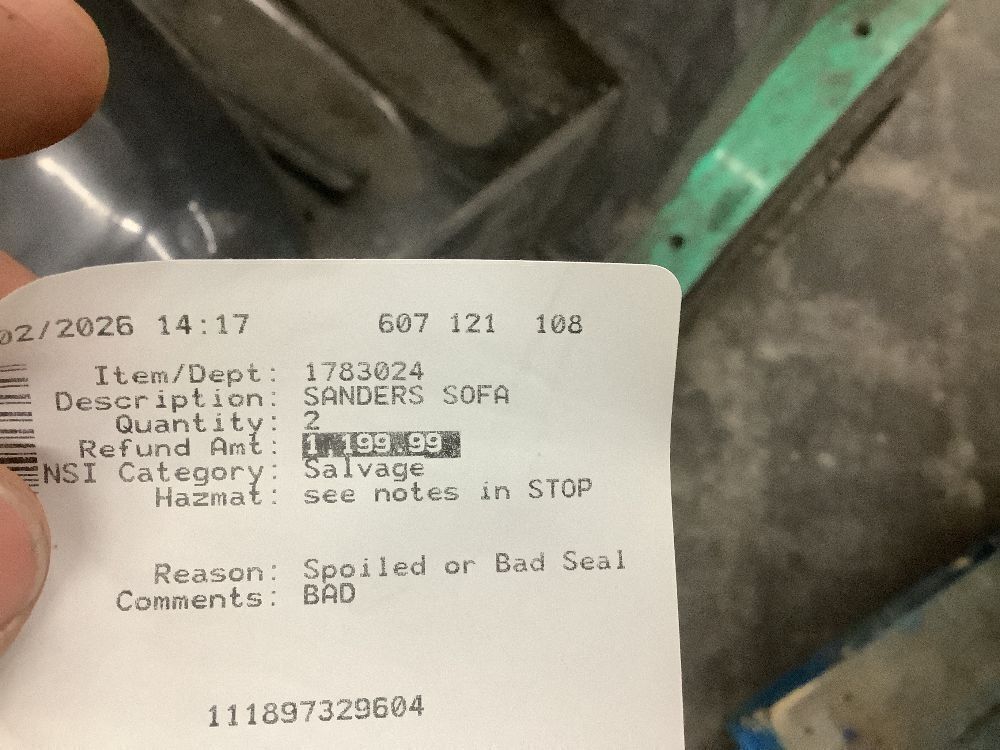 02/2026 14:17 607 121 108
Item/Dept: 1783024
Description: SANDERS SOFA
Quantity: 2
Refund Amt: 1,199.99
NSI Category: Salvage
Hazmat: see notes in STOP
Reason: Spoiled or Bad Seal
Comments: BAD
111897329604